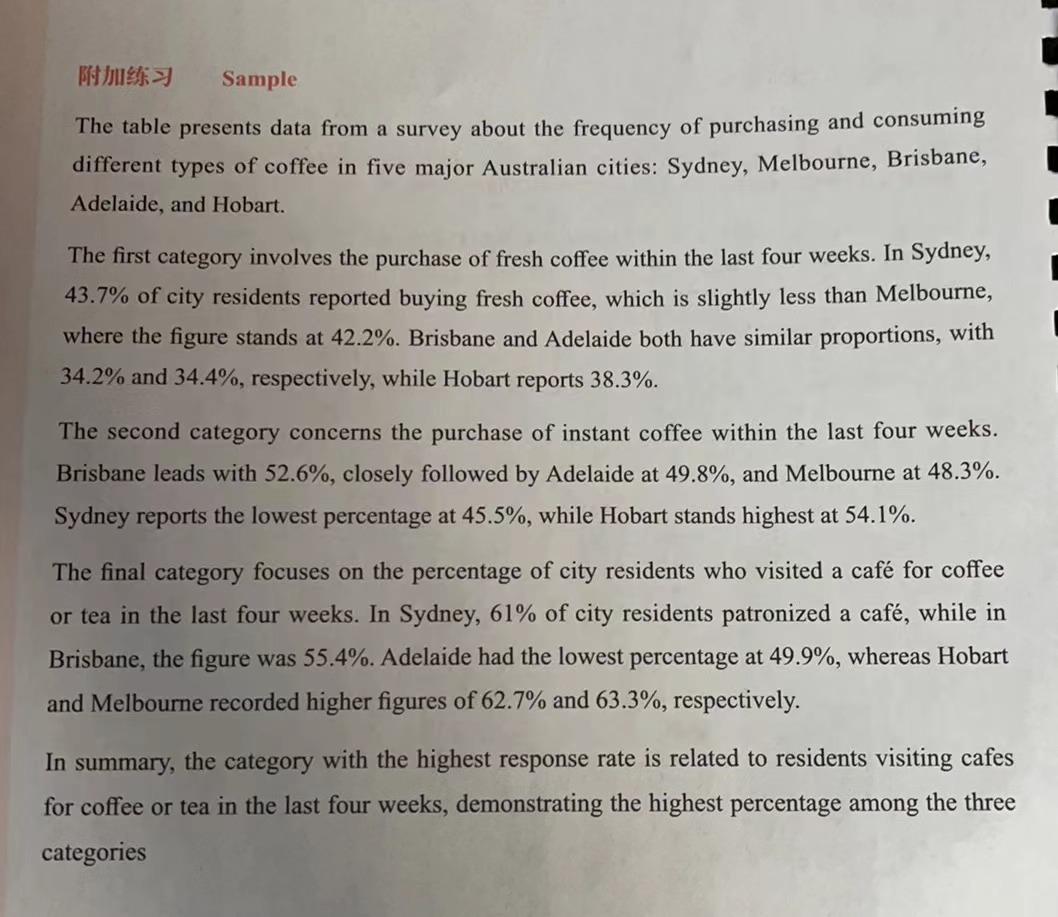 附加练习 Sample
The table presents data from a survey about the frequency of purchasing and consuming
different types of coffee in five major Australian cities: Sydney, Melbourne, Brisbane,
Adelaide, and Hobart.
The first category involves the purchase of fresh coffee within the last four weeks. In Sydney,
43.7% of city residents reported buying fresh coffee, which is slightly less than Melbourne,
where the figure stands at 42.2%. Brisbane and Adelaide both have similar proportions, with
34.2% and 34.4%, respectively, while Hobart reports 38.3%.
The second category concerns the purchase of instant coffee within the last four weeks.
Brisbane leads with 52.6%, closely followed by Adelaide at 49.8%, and Melbourne at 48.3%.
Sydney reports the lowest percentage at 45.5%, while Hobart stands highest at 54.1%.
The final category focuses on the percentage of city residents who visited a café for coffee
or tea in the last four weeks. In Sydney, 61% of city residents patronized a café, while in
Brisbane, the figure was 55.4%. Adelaide had the lowest percentage at 49.9%, whereas Hobart
and Melbourne recorded higher figures of 62.7% and 63.3%, respectively.
In summary, the category with the highest response rate is related to residents visiting cafes
for coffee or tea in the last four weeks, demonstrating the highest percentage among the three
categories